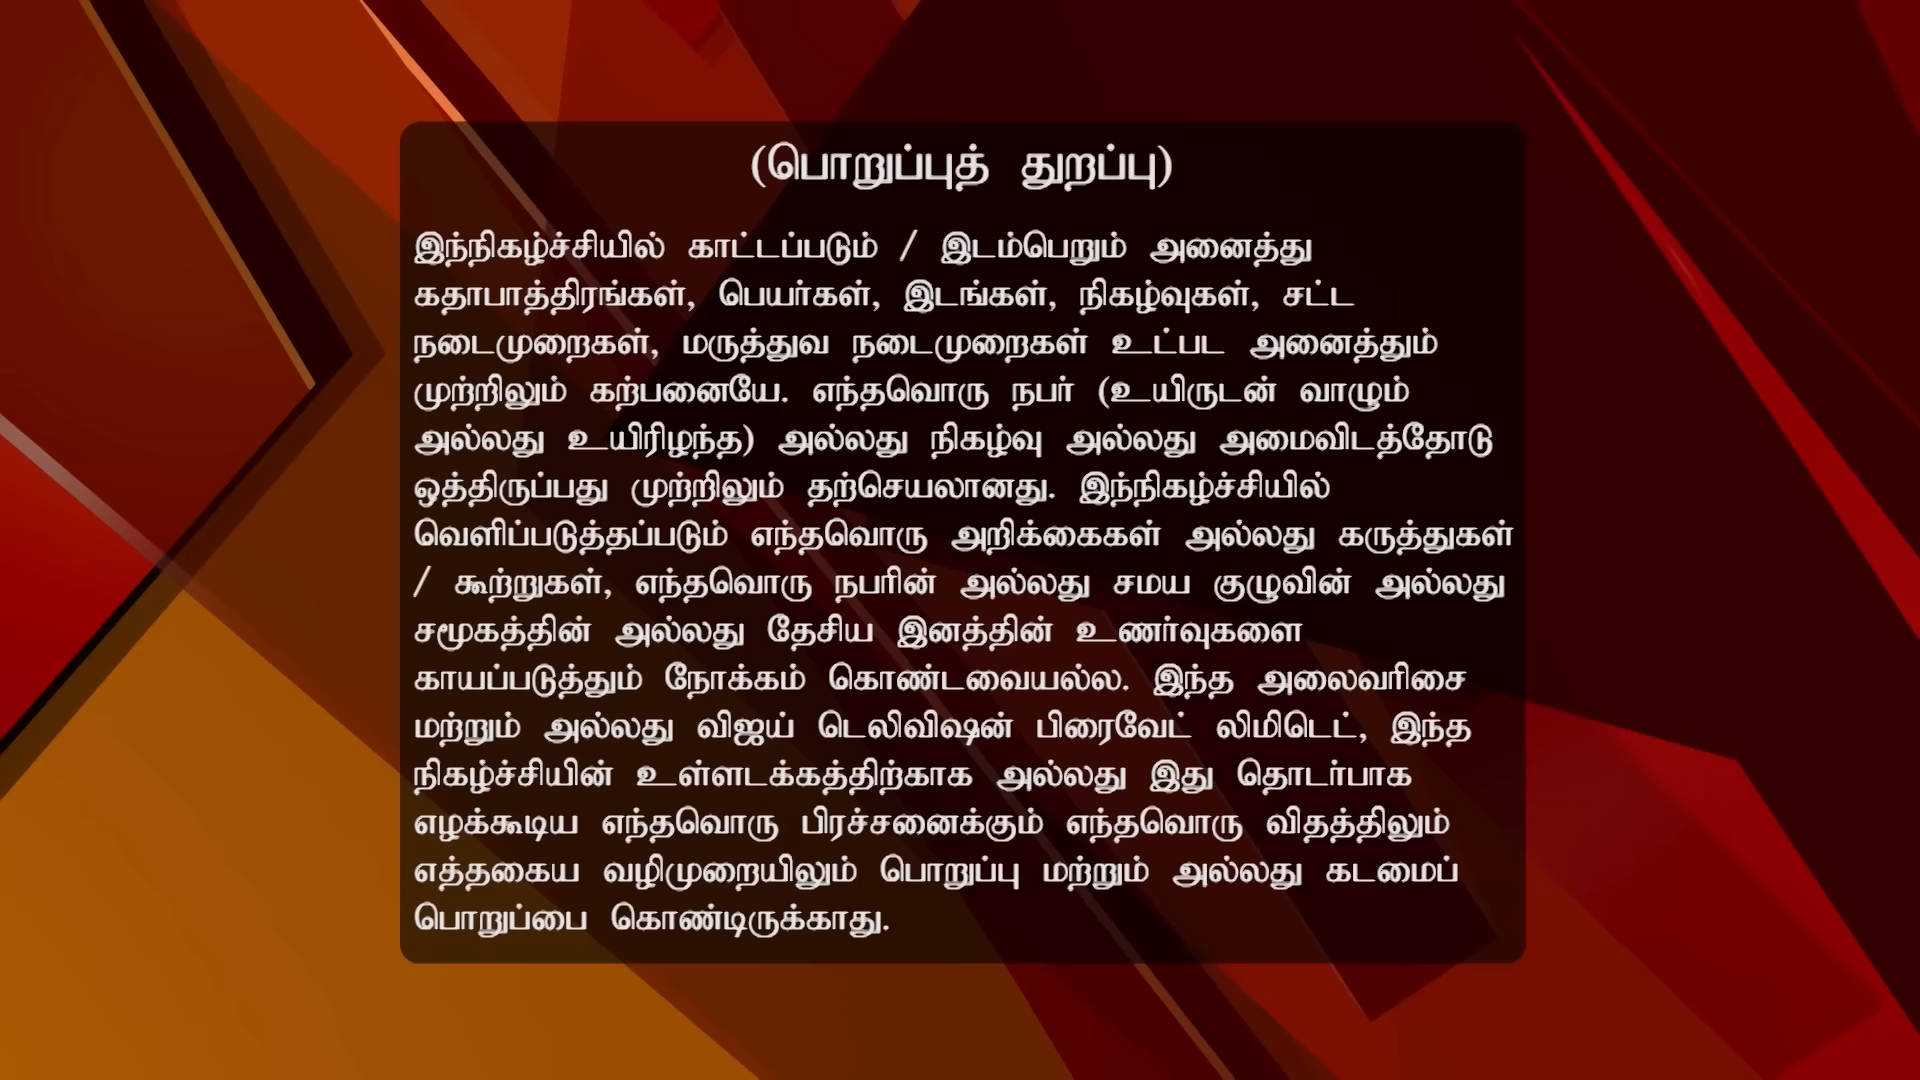 (பொறுப்புத் துறப்பு)
இந்நிகழ்ச்சியில் காட்டப்படும் / இடம்பெறும் அனைத்து
கதாபாத்திரங்கள், பெயர்கள், இடங்கள், நிகழ்வுகள், சட்ட
நடைமுறைகள், மருத்துவ நடைமுறைகள் உட்பட அனைத்தும்
முற்றிலும் கற்பனையே. எந்தவொரு நபர் (உயிருடன் வாழும்
அல்லது உயிரிழந்த) அல்லது நிகழ்வு அல்லது அமைவிடத்தோடு
ஒத்திருப்பது முற்றிலும் தற்செயலானது. இந்நிகழ்ச்சியில்
வெளிப்படுத்தப்படும் எந்தவொரு அறிக்கைகள் அல்லது கருத்துகள்
/ கூற்றுகள், எந்தவொரு நபரின் அல்லது சமய குழுவின் அல்லது
சமூகத்தின் அல்லது தேசிய இனத்தின் உணர்வுகளை
காயப்படுத்தும் நோக்கம் கொண்டவையல்ல. இந்த அலைவரிசை
மற்றும் அல்லது விஜய் டெலிவிஷன் பிரைவேட் லிமிடெட், இந்த
நிகழ்ச்சியின் உள்ளடக்கத்திற்காக அல்லது இது தொடர்பாக
எழக்கூடிய எந்தவொரு பிரச்சனைக்கும் எந்தவொரு விதத்திலும்
எத்தகைய வழிமுறையிலும் பொறுப்பு மற்றும் அல்லது கடமைப்
பொறுப்பை கொண்டிருக்காது.